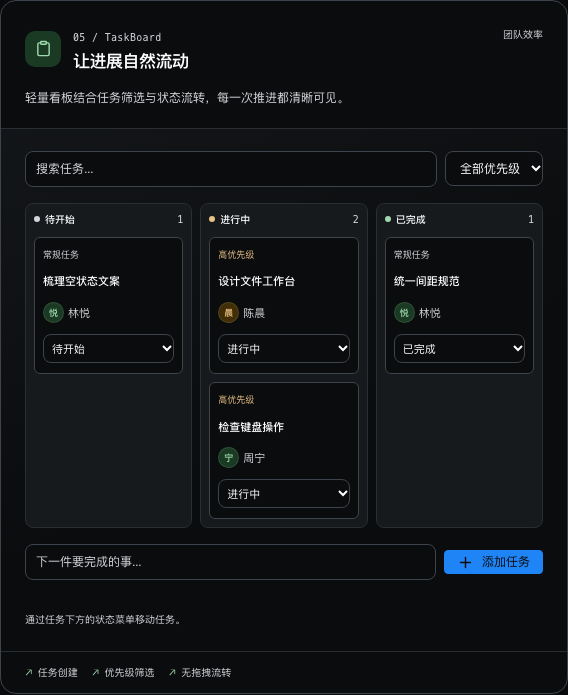 05 / TaskBoard
团队效率
让进展自然流动
轻量看板结合任务筛选与状态流转，每一次推进都清晰可见。
搜索任务…
全部优先级
待开始 1
常规任务
梳理空状态文案
悦 林悦
待开始
进行中 2
高优先级
设计文件工作台
晨 陈晨
进行中
高优先级
检查键盘操作
宁 周宁
进行中
已完成 1
常规任务
统一间距规范
悦 林悦
已完成
下一件要完成的事…
添加任务
通过任务下方的状态菜单移动任务。
任务创建 优先级筛选 无拖拽流转